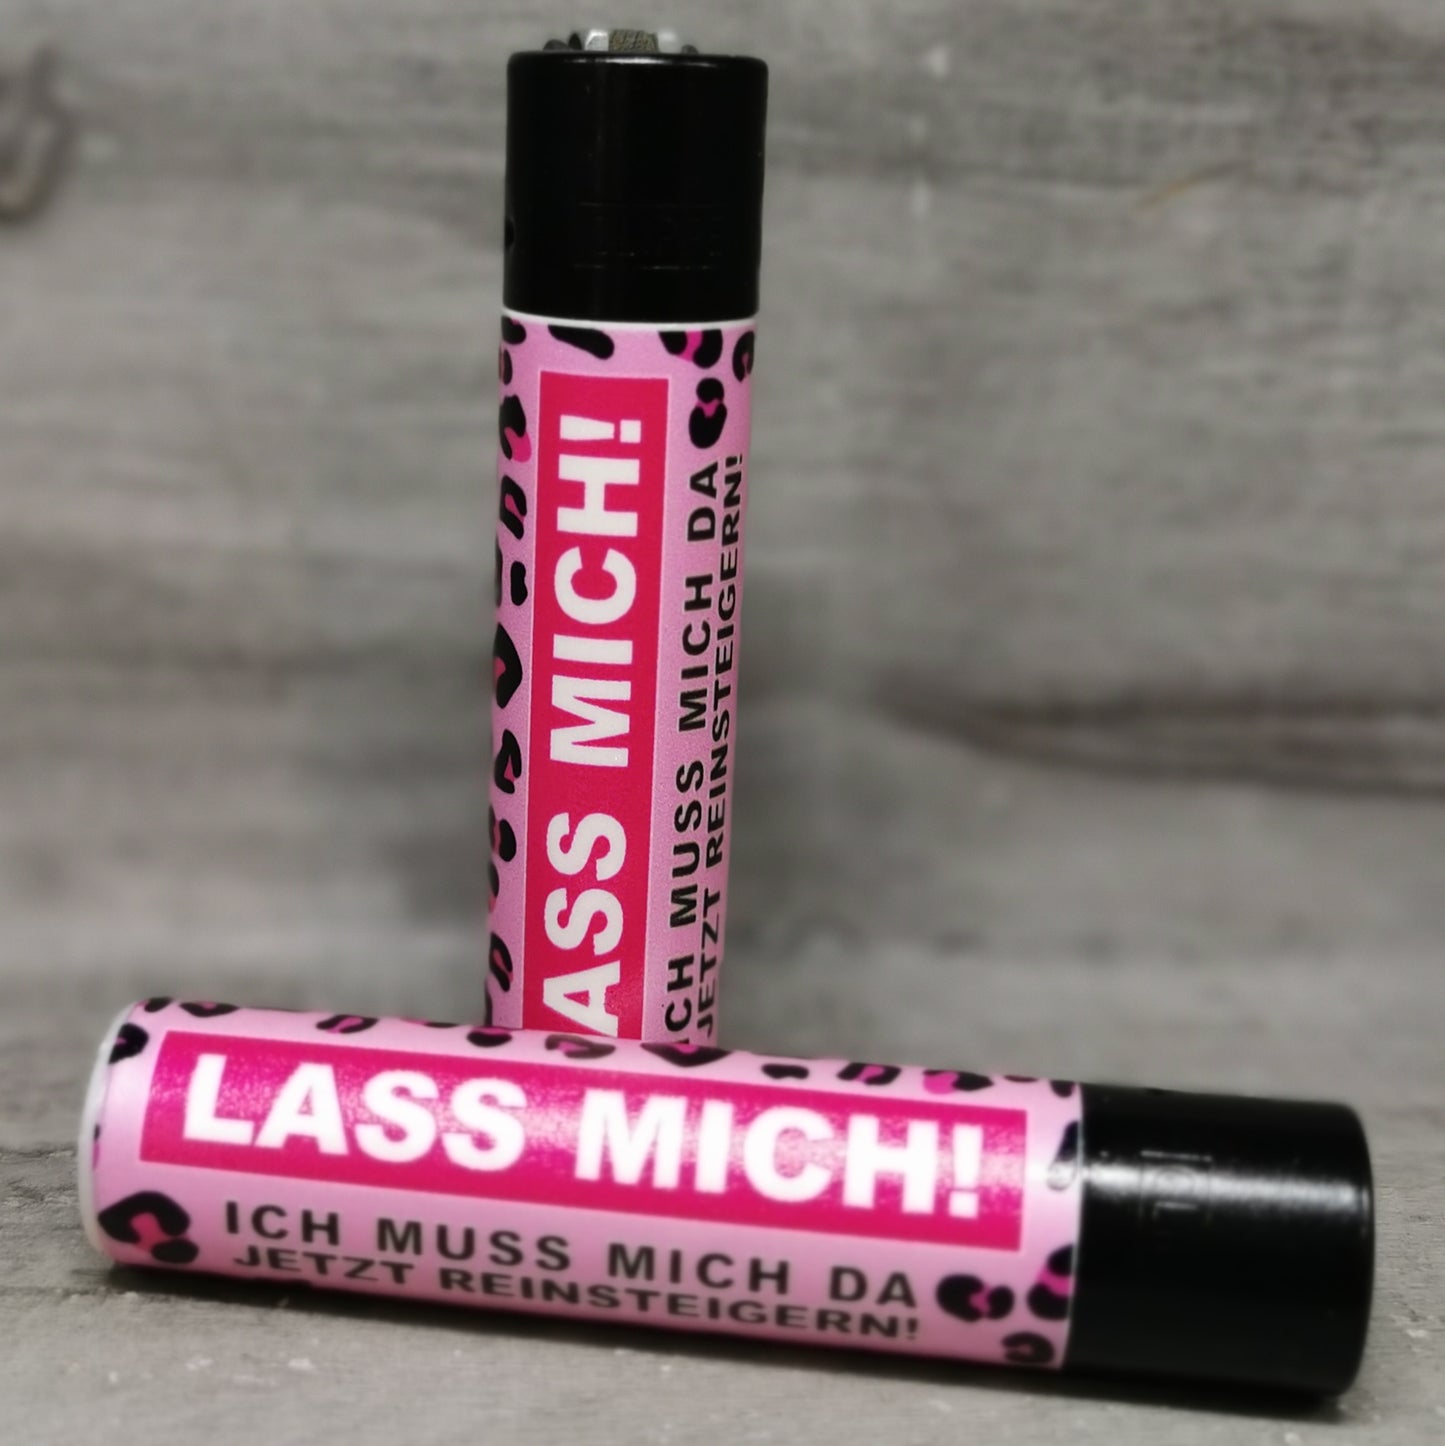 ASS MICH!
CH MUSS MICH DA
JETZT REINSTEIGERN!
LASS MICH!
ICH MUSS MICH DA
JETZT REINSTEIGERN!